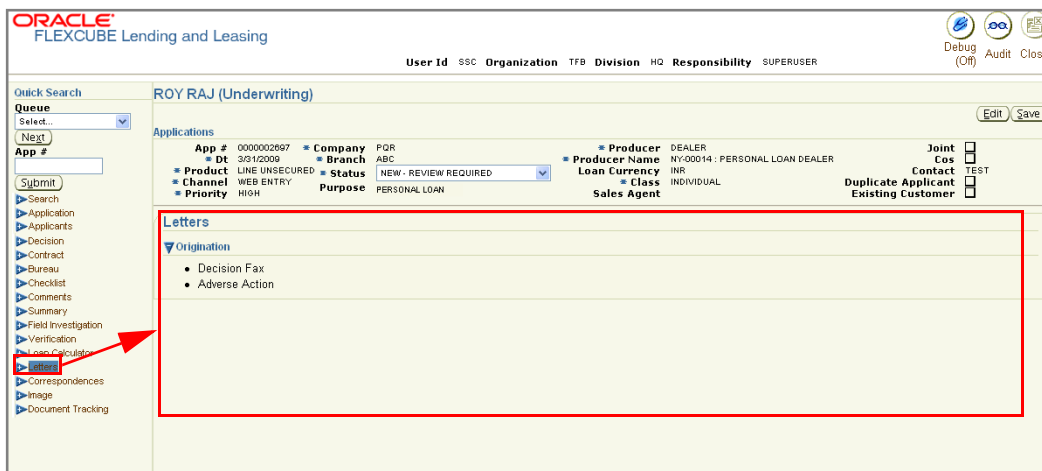 ORACLE
FLEXCUBE Lending and Leasing
Debug (Off) Audit Clos
User Id SSC Organization TFB Division HQ Responsibility SUPERUSER
Quick Search
Queue
Select...
Next
App #
Submit
Search
Application
Applicants
Decision
Contract
Bureau
Checklist
Comments
Summary
Field Investigation
Verification
Loan Calculator
Letters
Correspondences
Image
Document Tracking
ROY RAJ (Underwriting)
Edit Save
Applications
App # 0000002697 * Company PQR * Producer DEALER Joint
* Dt 3/31/2009 * Branch ABC * Producer Name NY-00014 : PERSONAL LOAN DEALER Cos
* Product LINE UNSECURED * Status NEW - REVIEW REQUIRED Loan Currency INR Contact TEST
* Channel WEB ENTRY Purpose PERSONAL LOAN * Class INDIVIDUAL Duplicate Applicant
* Priority HIGH Sales Agent Existing Customer
Letters
Origination
• Decision Fax
• Adverse Action